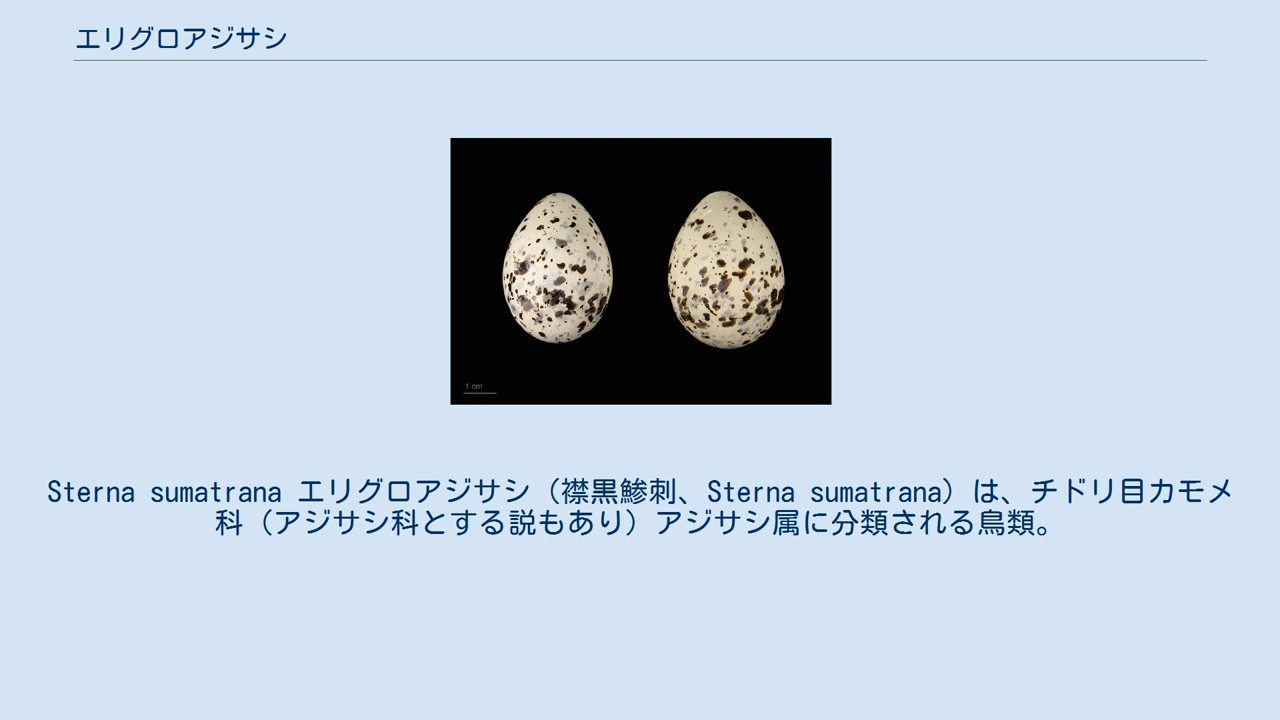 エリグロアジサシ
1 cm
Sterna sumatrana エリグロアジサシ（襟黒鯵刺、Sterna sumatrana）は、チドリ目カモメ
科（アジサシ科とする説もあり）アジサシ属に分類される鳥類。